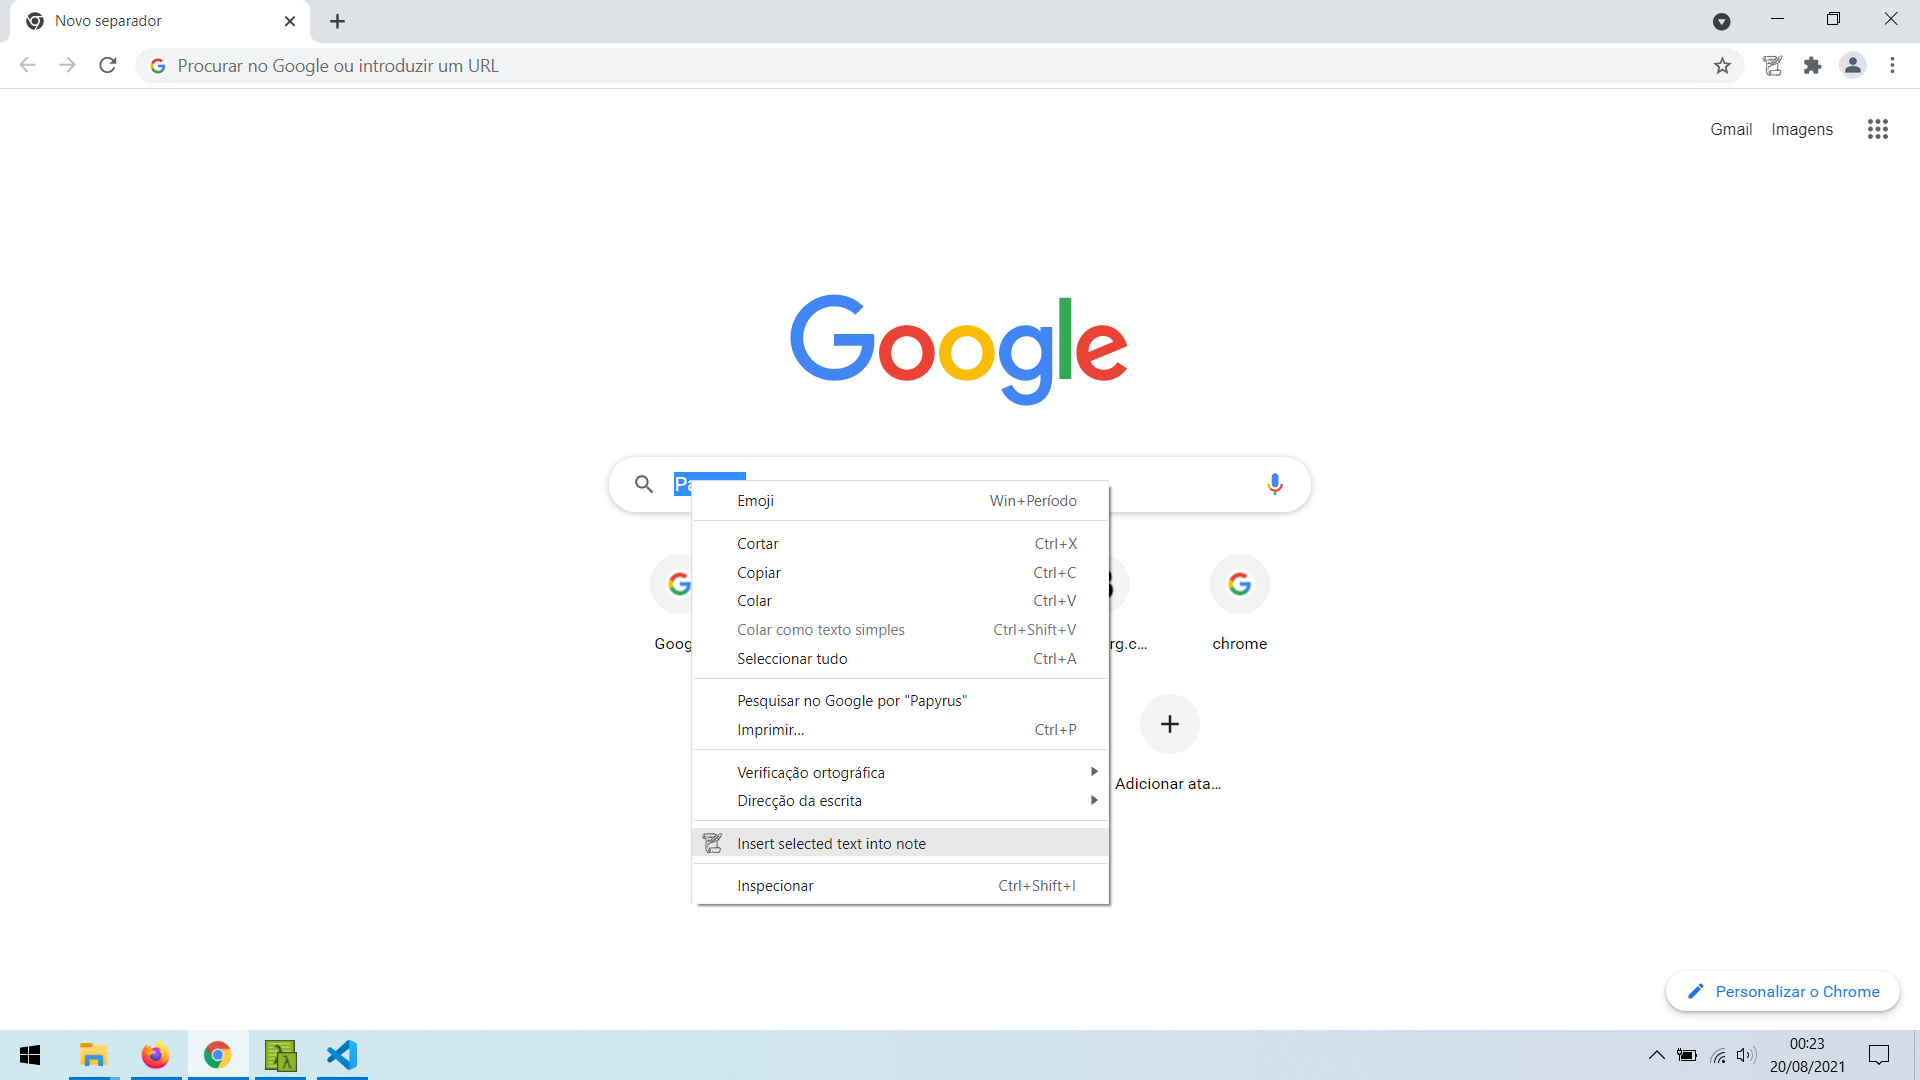 Novo separador
Procurar no Google ou introduzir um URL
Gmail Imagens
Google
Emoji Win+Período
Cortar Ctrl+X
Copiar Ctrl+C
Colar Ctrl+V
Colar como texto simples Ctrl+Shift+V
Seleccionar tudo Ctrl+A
Pesquisar no Google por "Papyrus"
Imprimir... Ctrl+P
Verificação ortográfica
Direcção da escrita
Insert selected text into note
Inspecionar Ctrl+Shift+I
Goog
rg.c...
chrome
Adicionar ata...
Personalizar o Chrome
00:23
20/08/2021